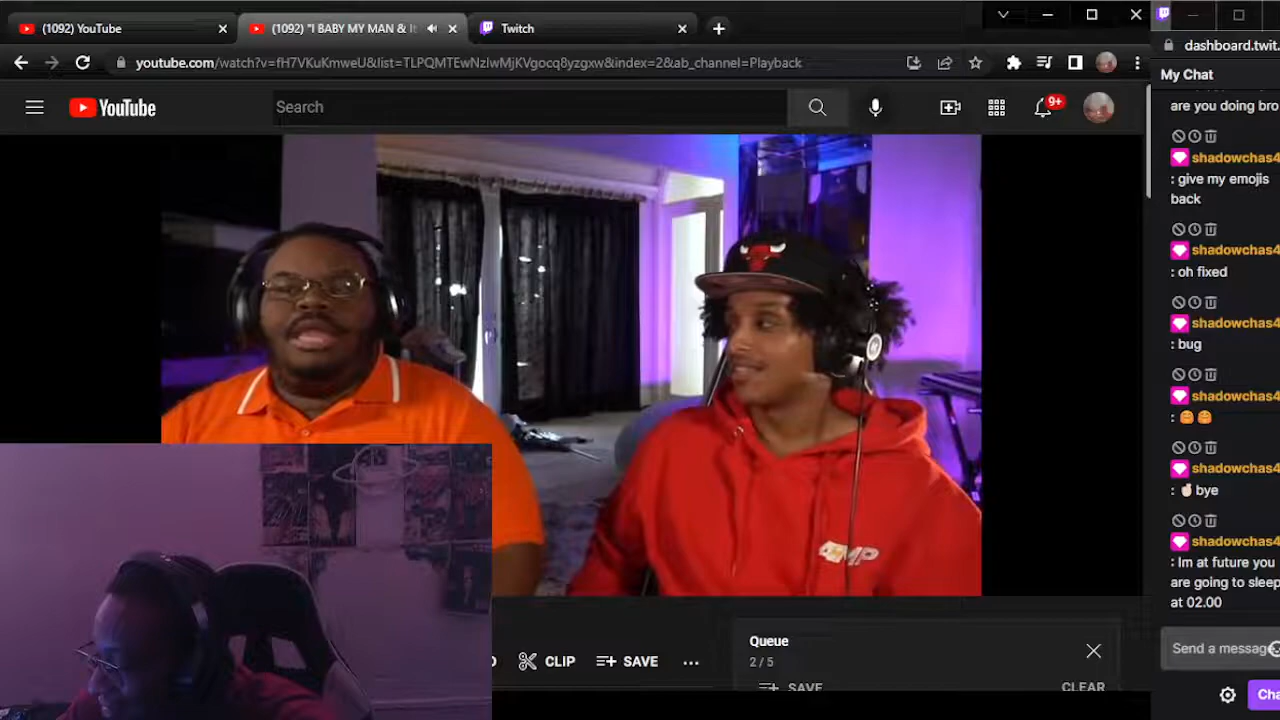 (1092) YouTube
(1092) "I BABY MY MAN & I
Twitch
youtube.com/watch?v=fH7VKuKmweU&list=TLPQMTEwNzIwMjKVgocq8yzgxw&index=2&ab_channel=Playback
dashboard.twit
YouTube
Search
9+
My Chat
are you doing bro
shadowchas4
: give my emojis
back
shadowchas4
: oh fixed
shadowchas4
: bug
shadowchas4
: 🤗🤗
shadowchas4
: 🤞🏻bye
shadowchas4
: Im at future you
are going to sleep
at 02.00
AMP
Send a message
CLIP
SAVE
Queue
2 / 5
SAVE
CLEAR
Cha